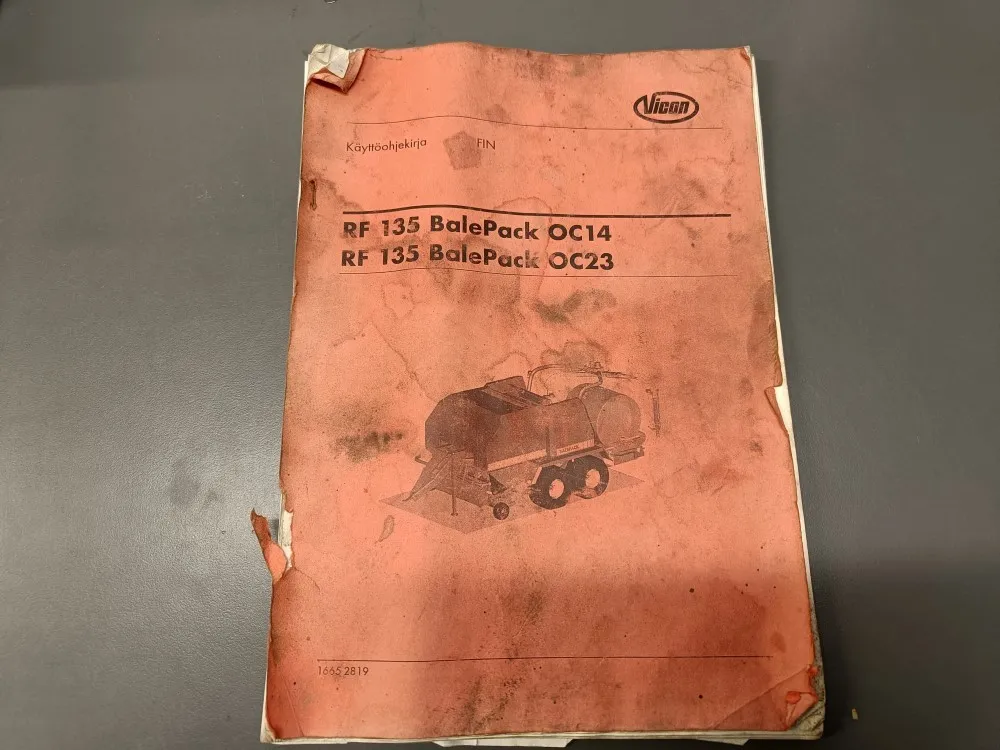 Vicon
Käyttöohjekirja FIN
RF 135 BalePack OC14
RF 135 BalePack OC23
1665 2819